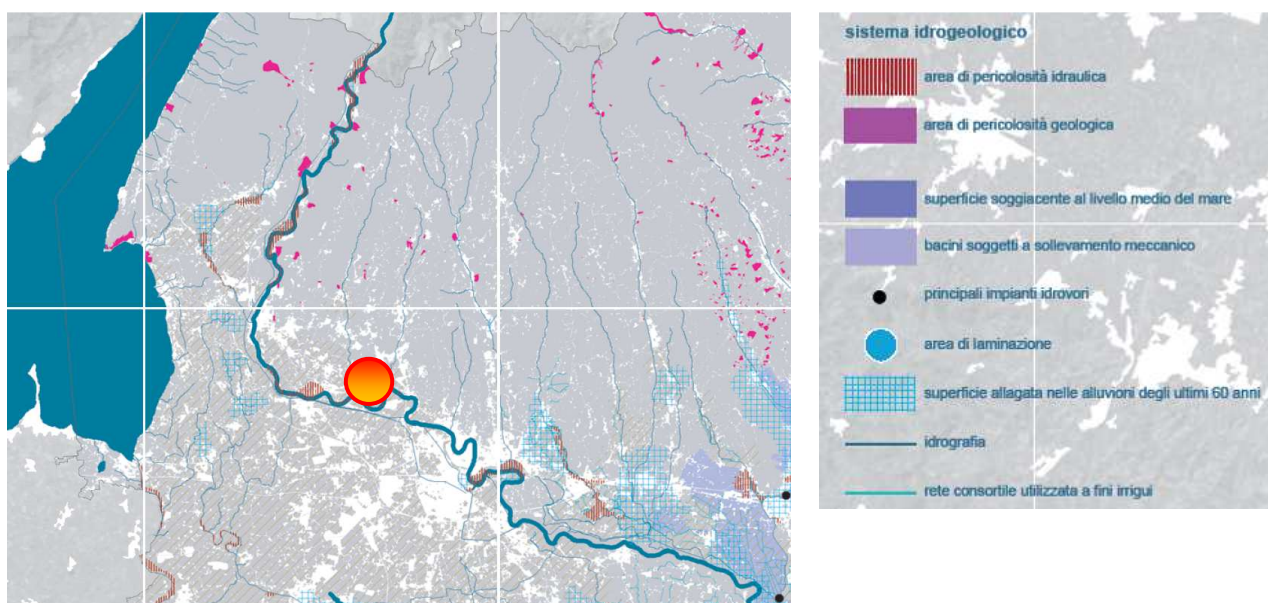 sistema idrogeologico
area di pericolosità idraulica
area di pericolosità geologica
superficie soggiacente al livello medio del mare
bacini soggetti a sollevamento meccanico
principali impianti idrovori
area di laminazione
superficie allagata nelle alluvioni degli ultimi 60 anni
idrografia
rete consortile utilizzata a fini irrigui